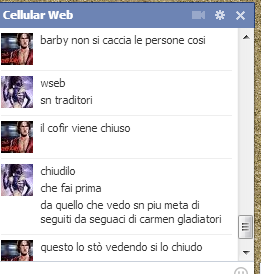 Cellular Web
barby non si caccia le persone cosi
wseb
sn traditori
il cofir viene chiuso
chiudilo
che fai prima
da quello che vedo sn piu meta di
seguiti da seguaci di carmen gladiatori
questo lo stò vedendo si lo chiudo